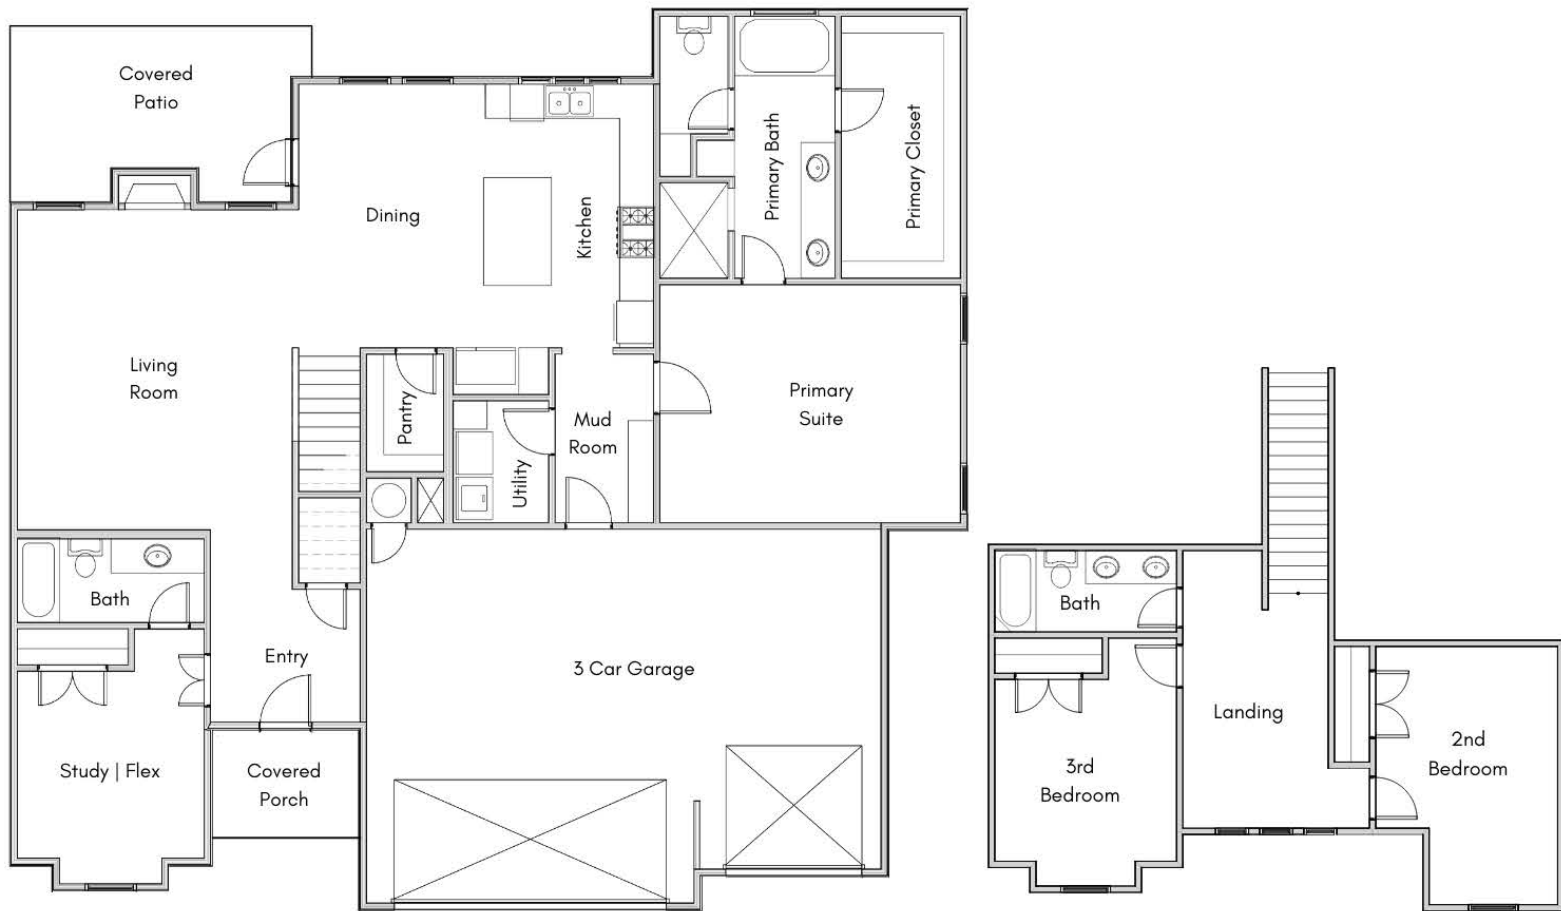 Covered
Patio
Dining
Kitchen
Primary Bath
Primary Closet
Living
Room
Pantry
Utility
Mud
Room
Primary
Suite
Bath
Entry
3 Car Garage
Study | Flex
Covered
Porch
Bath
Landing
3rd
Bedroom
2nd
Bedroom